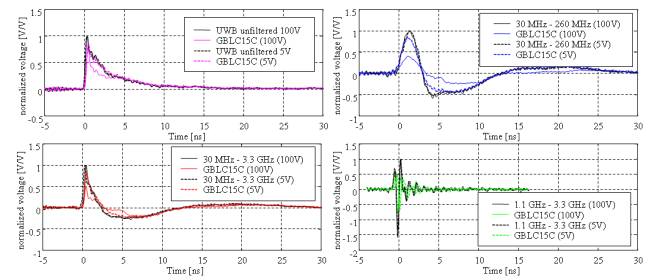 1.5
1
0.5
0
-0.5
-5
0
5
10
15
20
25
30
normalized voltage [V/V]
Time [ns]
UWB unfiltered 100V
GBLC15C (100V)
UWB unfiltered 5V
GBLC15C (5V)
1.5
1
0.5
0
-0.5
-1
-5
0
5
10
15
20
25
30
normalized voltage [V/V]
Time [ns]
30 MHz - 260 MHz (100V)
GBLC15C (100V)
30 MHz - 260 MHz (5V)
GBLC15C (5V)
1.5
1
0.5
0
-0.5
-1
-5
0
5
10
15
20
25
30
normalized voltage [V/V]
Time [ns]
30 MHz - 3.3 GHz (100V)
GBLC15C (100V)
30 MHz - 3.3 GHz (5V)
GBLC15C (5V)
1.5
1
0.5
0
-0.5
-1
-1.5
-2
-5
0
5
10
15
20
25
30
normalized voltage [V/V]
Time [ns]
1.1 GHz - 3.3 GHz (100V)
GBLC15C (100V)
1.1 GHz - 3.3 GHz (5V)
GBLC15C (5V)